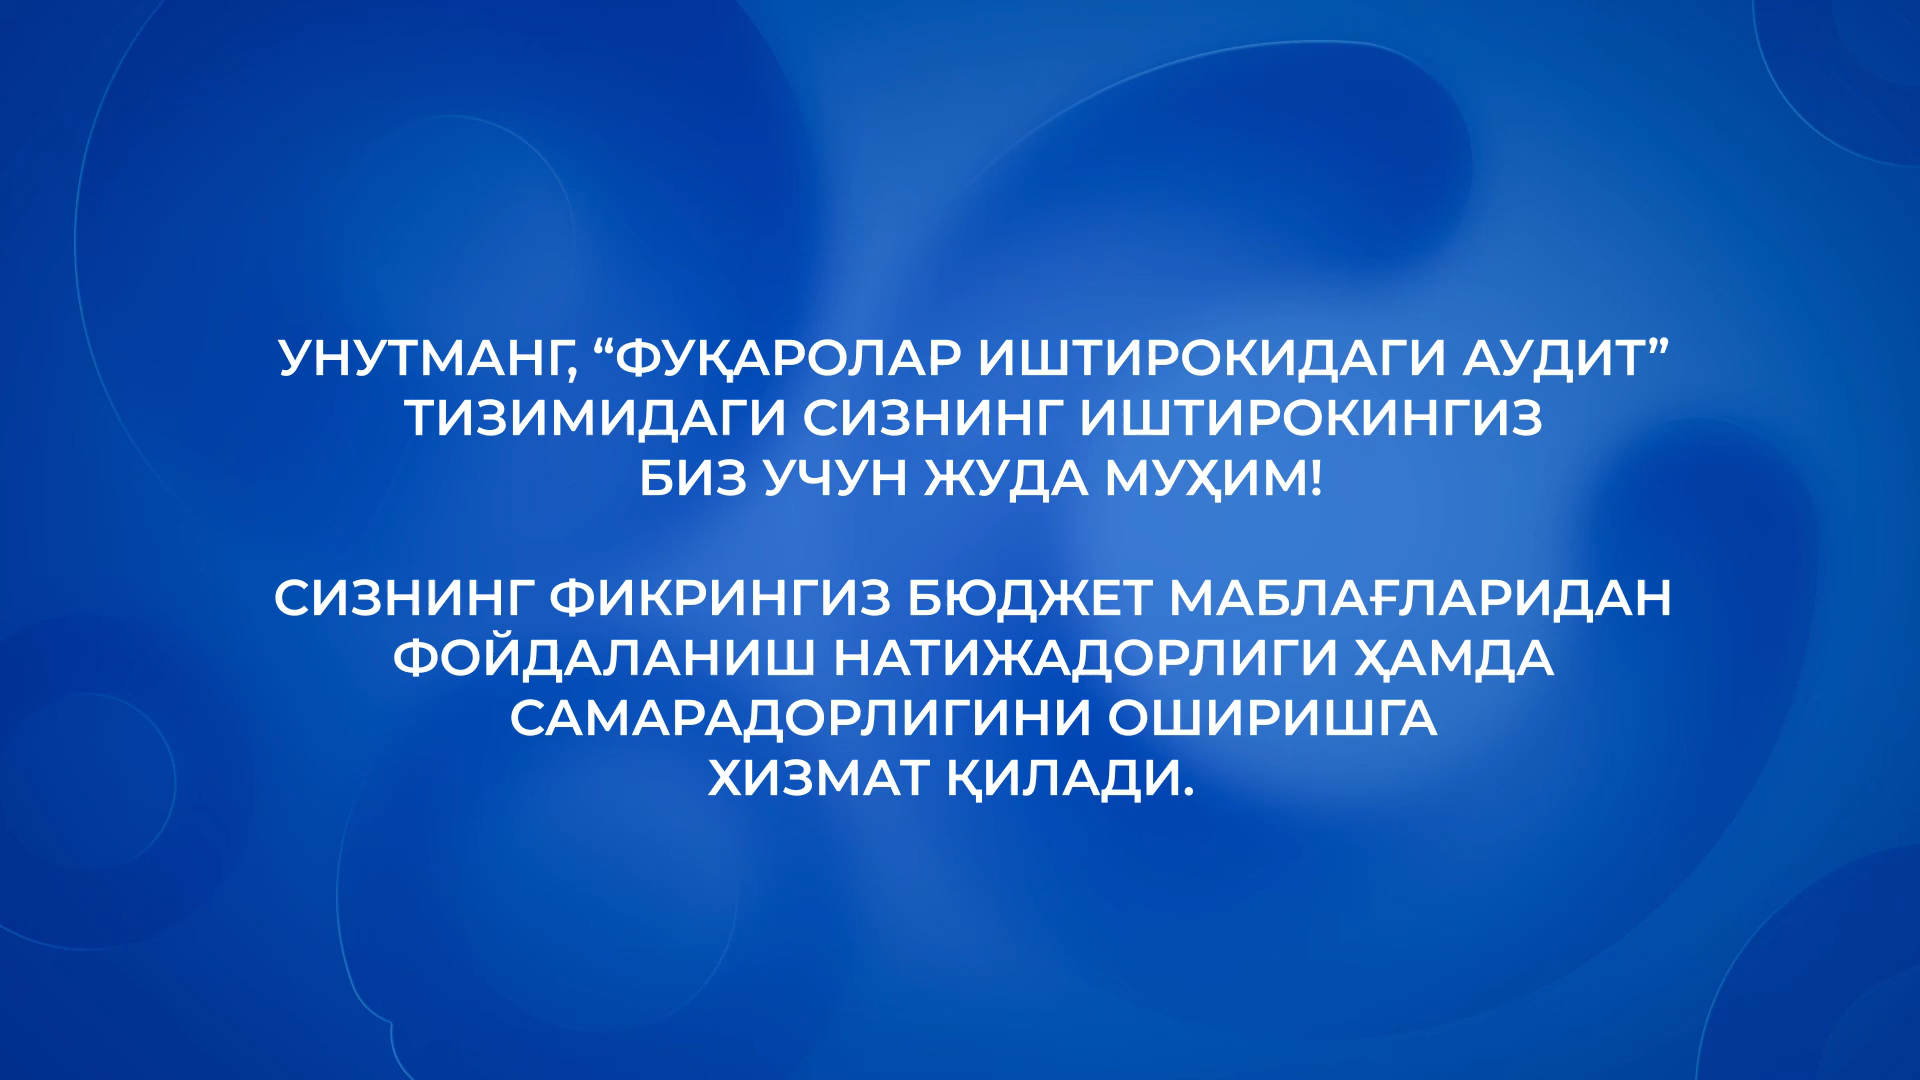 УНУТМАНГ, “ФУҚАРОЛАР ИШТИРОКИДАГИ АУДИТ”
ТИЗИМИДАГИ СИЗНИНГ ИШТИРОКИНГИЗ
БИЗ УЧУН ЖУДА МУҲИМ!
СИЗНИНГ ФИКРИНГИЗ БЮДЖЕТ МАБЛАҒЛАРИДАН
ФОЙДАЛАНИШ НАТИЖАДОРЛИГИ ҲАМДА
САМАРАДОРЛИГИНИ ОШИРИШГА
ХИЗМАТ ҚИЛАДИ.